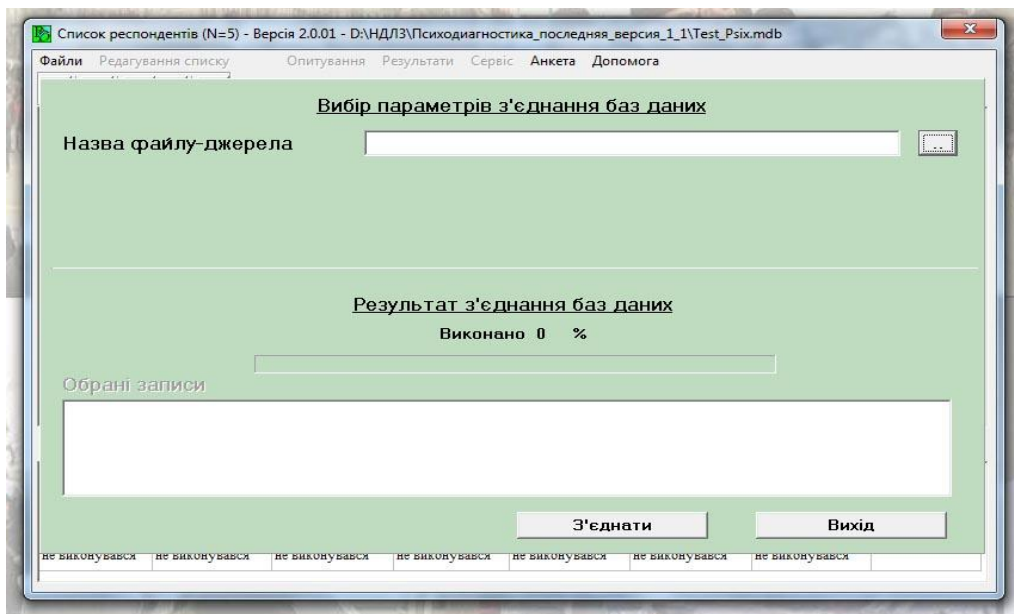 Список респондентів (N=5) - Версія 2.0.01 - D:\НДЛЗ\Психодиагностика_последняя_версия_1_1\Test_Psix.mdb
Файли Редагування списку Опитування Результати Сервіс Анкета Допомога
Вибір параметрів з'єднання баз даних
Назва файлу-джерела ..
Результат з'єднання баз даних
Виконано 0 %
Обрані записи
З'єднати Вихід
не виконувався не виконувався не виконувався не виконувався не виконувався не виконувався не виконувався